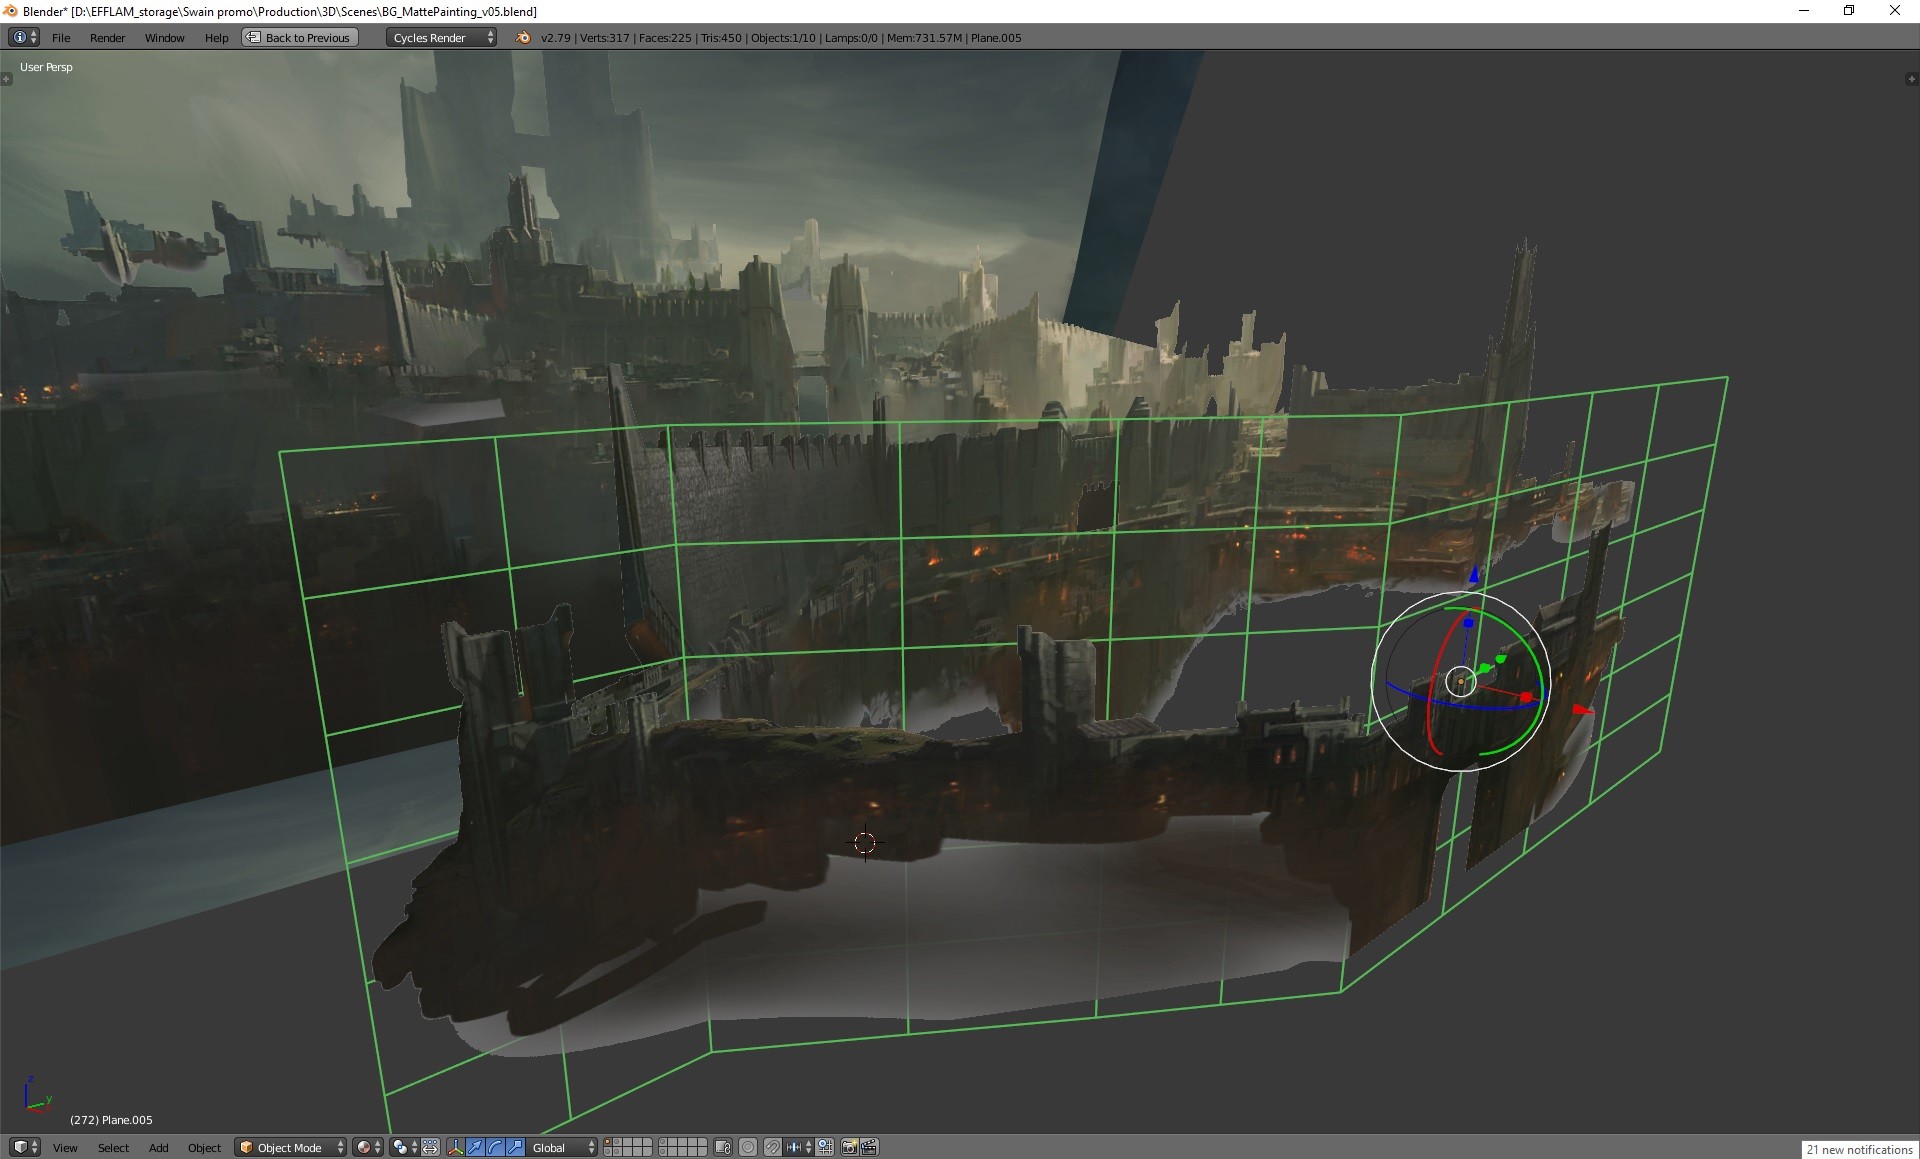 Blender* [D:\EFFLAM_storage\Swain promo\Production\3D\Scenes\BG_MattePainting_v05.blend]
File Render Window Help Back to Previous Cycles Render v2.79 | Verts:317 | Faces:225 | Tris:450 | Objects:1/10 | Lamps:0/0 | Mem:731.57M | Plane.005
User Persp
z
y
(272) Plane.005
View Select Add Object Object Mode Global
21 new notifications